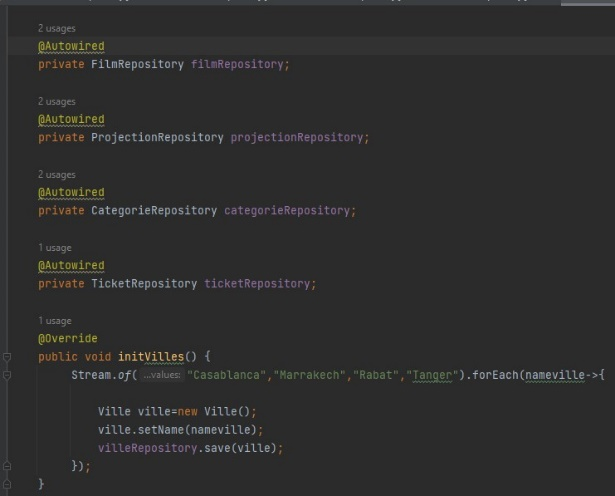 2 usages
@Autowired
private FilmRepository filmRepository;
2 usages
@Autowired
private ProjectionRepository projectionRepository;
2 usages
@Autowired
private CategorieRepository categorieRepository;
1 usage
@Autowired
private TicketRepository ticketRepository;
1 usage
@Override
public void initVilles() {
Stream.of( ...values: "Casablanca","Marrakech","Rabat","Tanger").forEach(nameville->{
Ville ville=new Ville();
ville.setName(nameville);
villeRepository.save(ville);
});
}